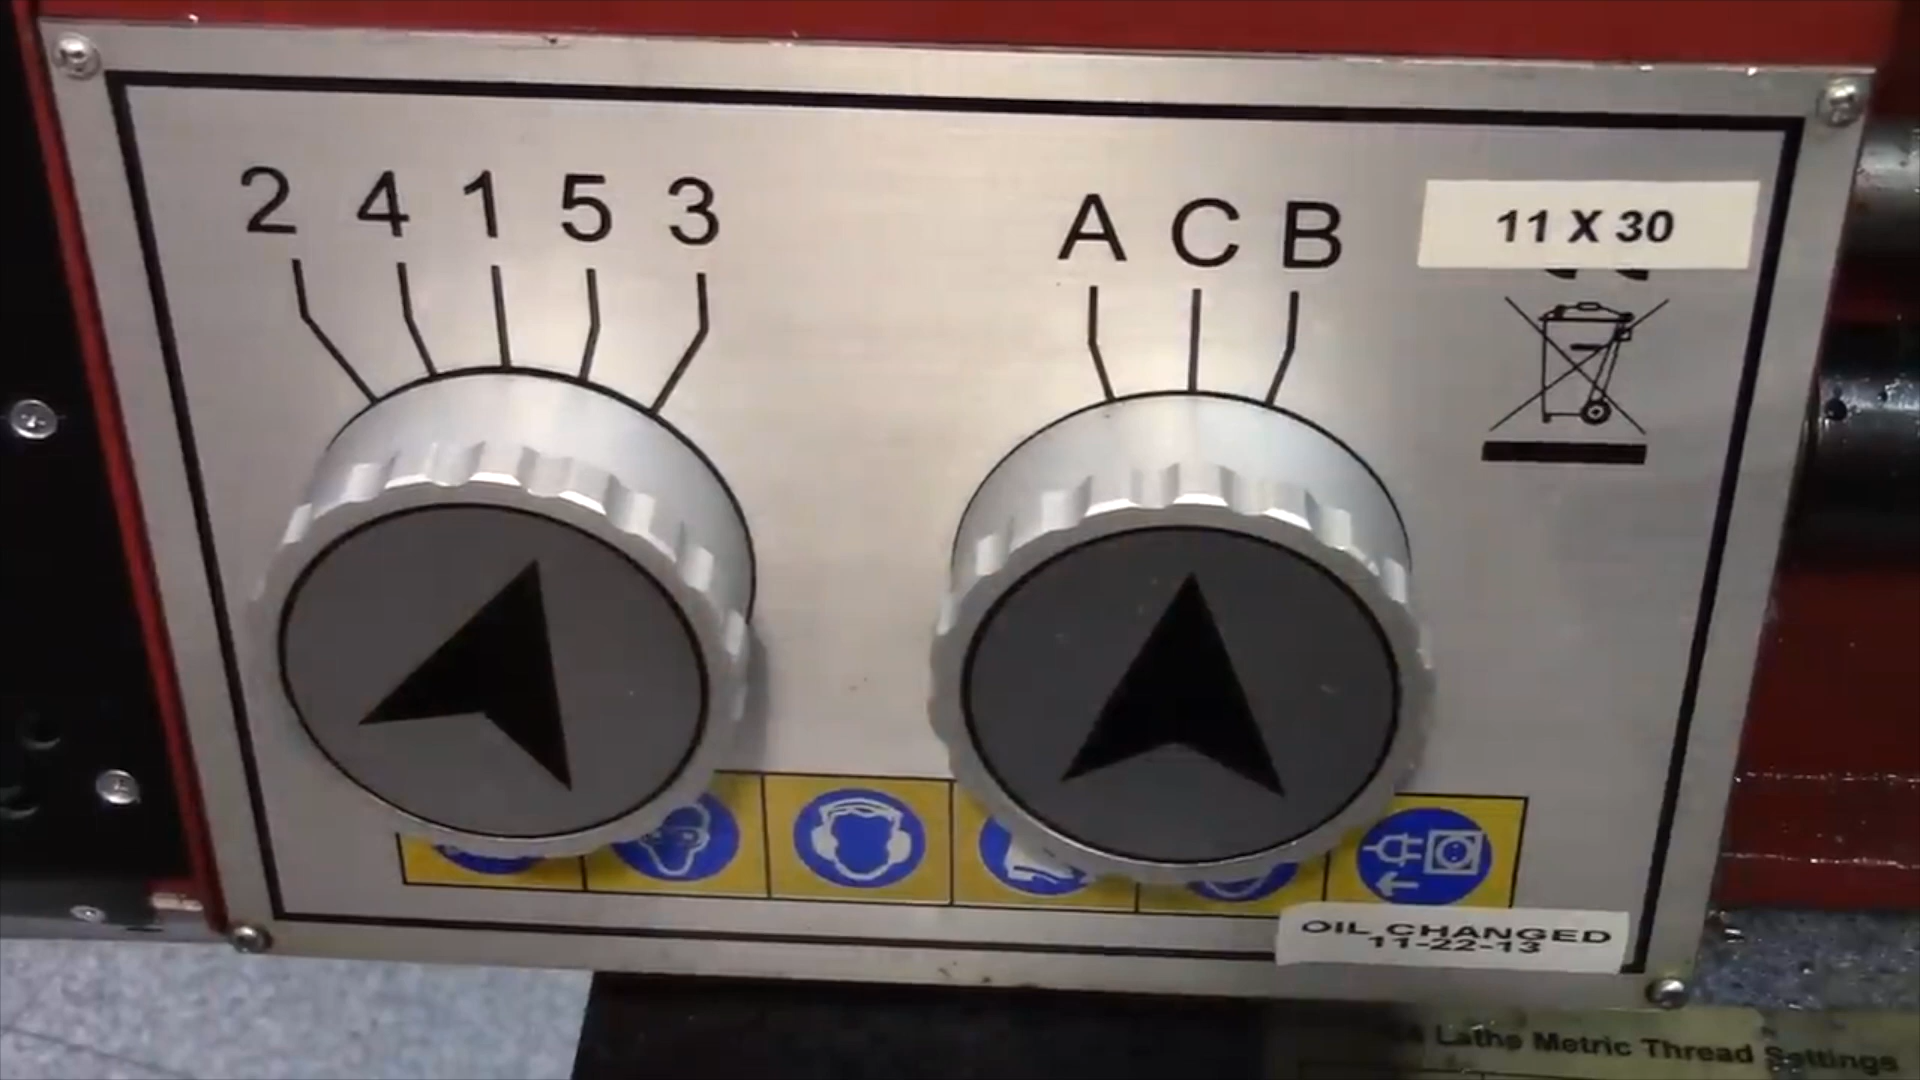 2 4 1 5 3
A C B
11 X 30
OIL CHANGED
11-22-13
Lathe Metric Thread Settings